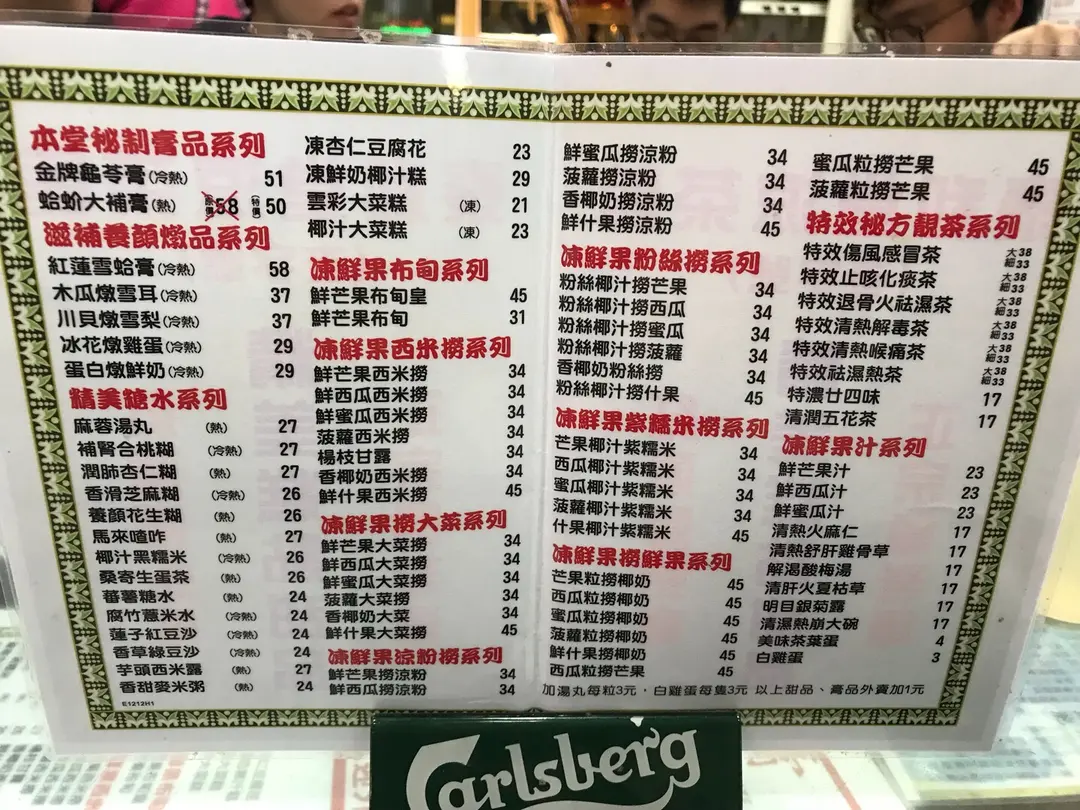 本堂秘制膏品系列
金牌龜苓膏(冷熱) 51
蛤蚧大補膏(熱) 58 (特價) 50
滋補養顏燉品系列
紅蓮雪蛤膏(冷熱) 58
木瓜燉雪耳(冷熱) 37
川貝燉雪梨(冷熱) 37
冰花燉雞蛋(冷熱) 29
蛋白燉鮮奶(冷熱) 29
精美糖水系列
麻蓉湯丸 (熱) 27
補腎合桃糊 (冷熱) 27
潤肺杏仁糊 (熱) 27
香滑芝麻糊 (冷熱) 26
養顏花生糊 (熱) 26
馬來喳咋 (熱) 27
椰汁黑糯米 (冷熱) 26
桑寄生蛋茶 (熱) 26
蕃薯糖水 (熱) 24
腐竹薏米水 (冷熱) 24
蓮子紅豆沙 (冷熱) 24
香草綠豆沙 (冷熱) 24
芋頭西米露 (熱) 27
香甜麥米粥 (熱) 24
E1212H1
凍杏仁豆腐花 23
凍鮮奶椰汁糕 29
雲彩大菜糕 (凍) 21
椰汁大菜糕 (凍) 23
凍鮮果布甸系列
鮮芒果布甸皇 45
鮮芒果布甸 31
凍鮮果西米撈系列
鮮芒果西米撈 34
鮮西瓜西米撈 34
鮮蜜瓜西米撈 34
菠蘿西米撈 34
楊枝甘露 34
香椰奶西米撈 34
鮮什果西米撈 45
凍鮮果撈大菜系列
鮮芒果大菜撈 34
鮮西瓜大菜撈 34
鮮蜜瓜大菜撈 34
菠蘿大菜撈 34
香椰奶大菜 34
鮮什果大菜撈 45
凍鮮果涼粉撈系列
鮮芒果撈涼粉 34
鮮西瓜撈涼粉 34
鮮蜜瓜撈涼粉 34
菠蘿撈涼粉 34
香椰奶撈涼粉 34
鮮什果撈涼粉 45
凍鮮果粉絲撈系列
粉絲椰汁撈芒果 34
粉絲椰汁撈西瓜 34
粉絲椰汁撈蜜瓜 34
粉絲椰汁撈菠蘿 34
香椰奶粉絲撈 34
粉絲椰汁撈什果 45
凍鮮果紫糯米撈系列
芒果椰汁紫糯米 34
西瓜椰汁紫糯米 34
蜜瓜椰汁紫糯米 34
菠蘿椰汁紫糯米 34
什果椰汁紫糯米 45
凍鮮果撈鮮果系列
芒果粒撈椰奶 45
西瓜粒撈椰奶 45
蜜瓜粒撈椰奶 45
菠蘿粒撈椰奶 45
鮮什果撈椰奶 45
西瓜粒撈芒果 45
蜜瓜粒撈芒果 45
菠蘿粒撈芒果 45
特效秘方靚茶系列
特效傷風感冒茶 大38 細33
特效止咳化痰茶 大38 細33
特效退骨火祛濕茶 大38 細33
特效清熱解毒茶 大38 細33
特效清熱喉痛茶 大38 細33
特效祛濕熱茶 大38 細33
特濃廿四味 17
清潤五花茶 17
凍鮮果汁系列
鮮芒果汁 23
鮮西瓜汁 23
鮮蜜瓜汁 23
清熱火麻仁 17
清熱舒肝雞骨草 17
解渴酸梅湯 17
清肝火夏枯草 17
明目銀菊露 17
清濕熱崩大碗 17
美味茶葉蛋 4
白雞蛋 3
加湯丸每粒3元，白雞蛋每隻3元 以上甜品、膏品外賣加1元
Carlsberg